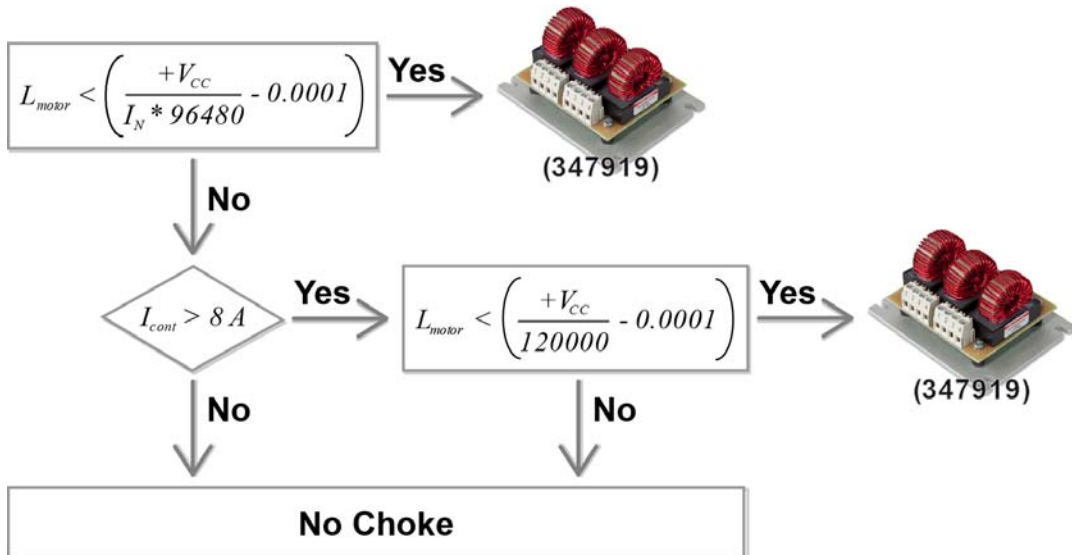 L_motor < ( +V_CC / I_N * 96480 - 0.0001 )
Yes
(347919)
No
I_cont > 8 A
Yes
L_motor < ( +V_CC / 120000 - 0.0001 )
Yes
(347919)
No
No
No Choke